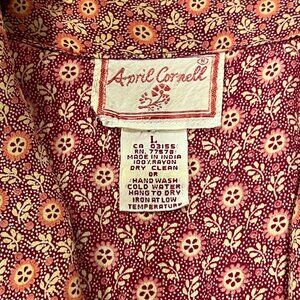 April Cornell
®
L
CA 03155
RN. 77578
MADE IN INDIA
100% RAYON
DRY CLEAN
OR
HAND WASH
COLD WATER
HANG TO DRY
IRON AT LOW
TEMPERATURE